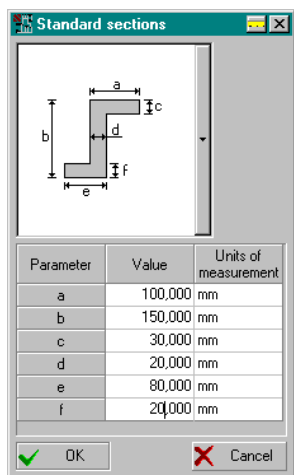 Standard sections
a
c
b
d
f
e
Parameter Value Units of measurement
a 100,000 mm
b 150,000 mm
c 30,000 mm
d 20,000 mm
e 80,000 mm
f 20,000 mm
OK Cancel